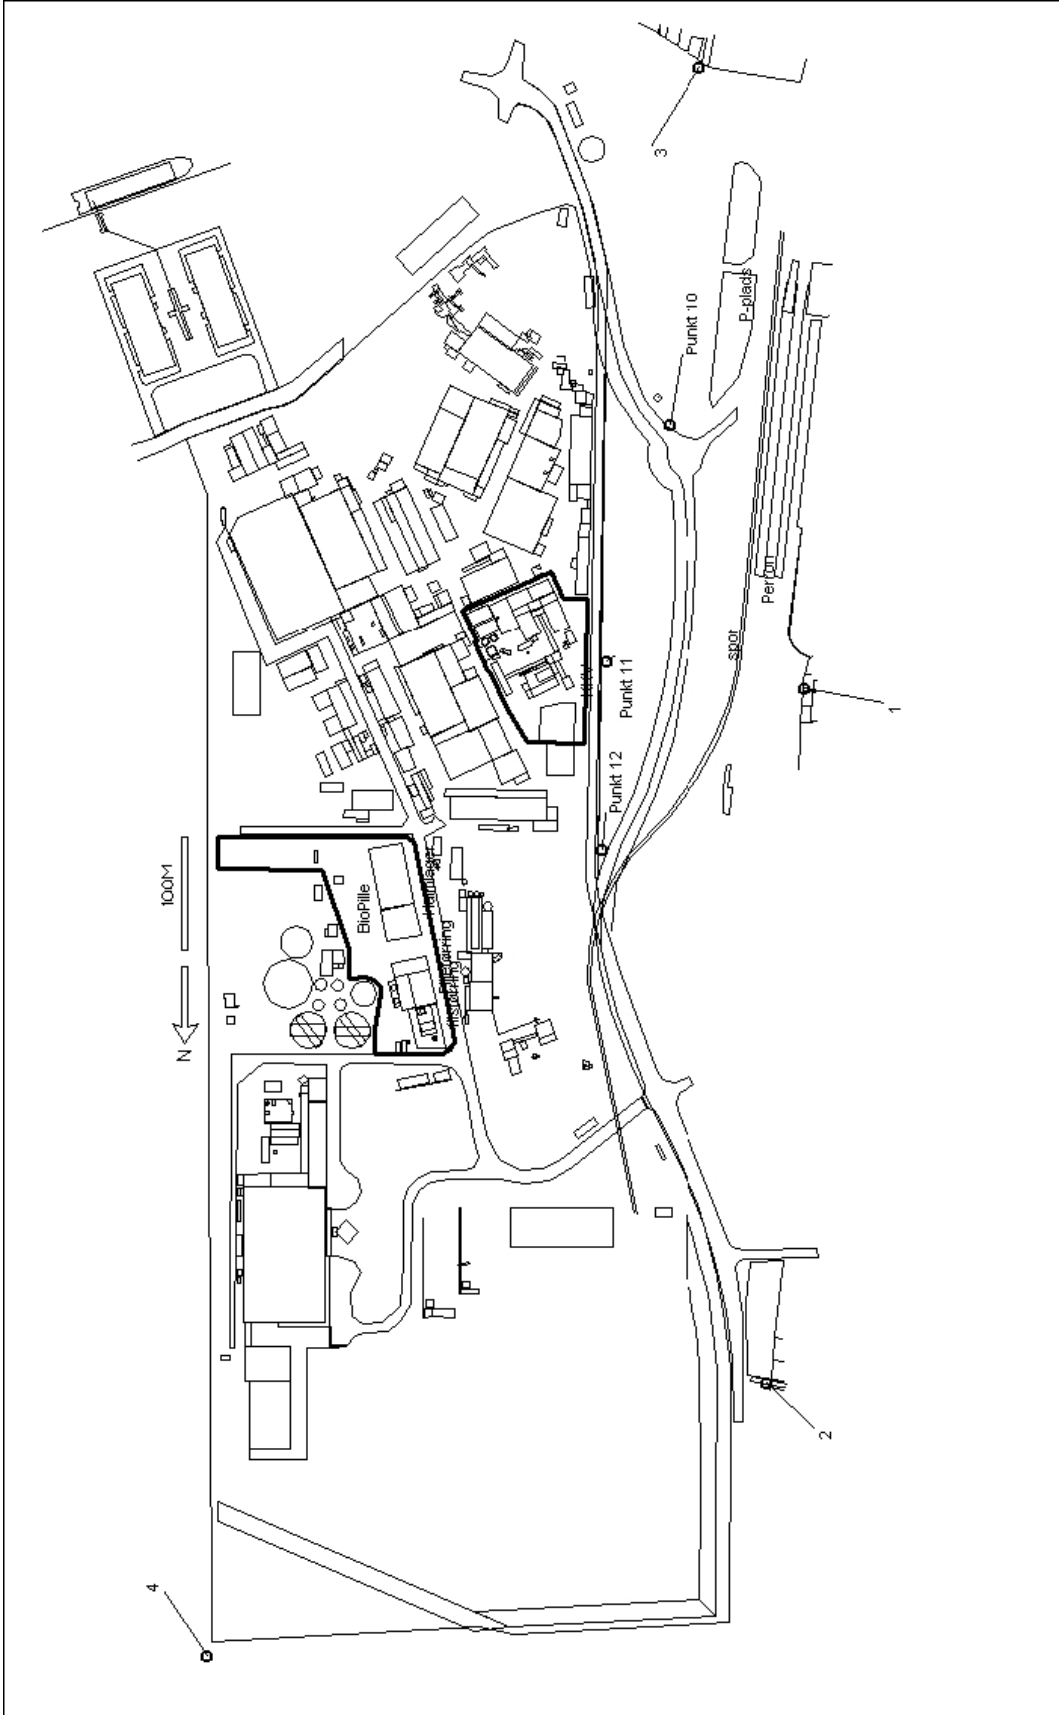 3
Punkt 10
P-plads
Perron
spor
1
Punkt 11
Punkt 12
100M
N
BioPille
2
4